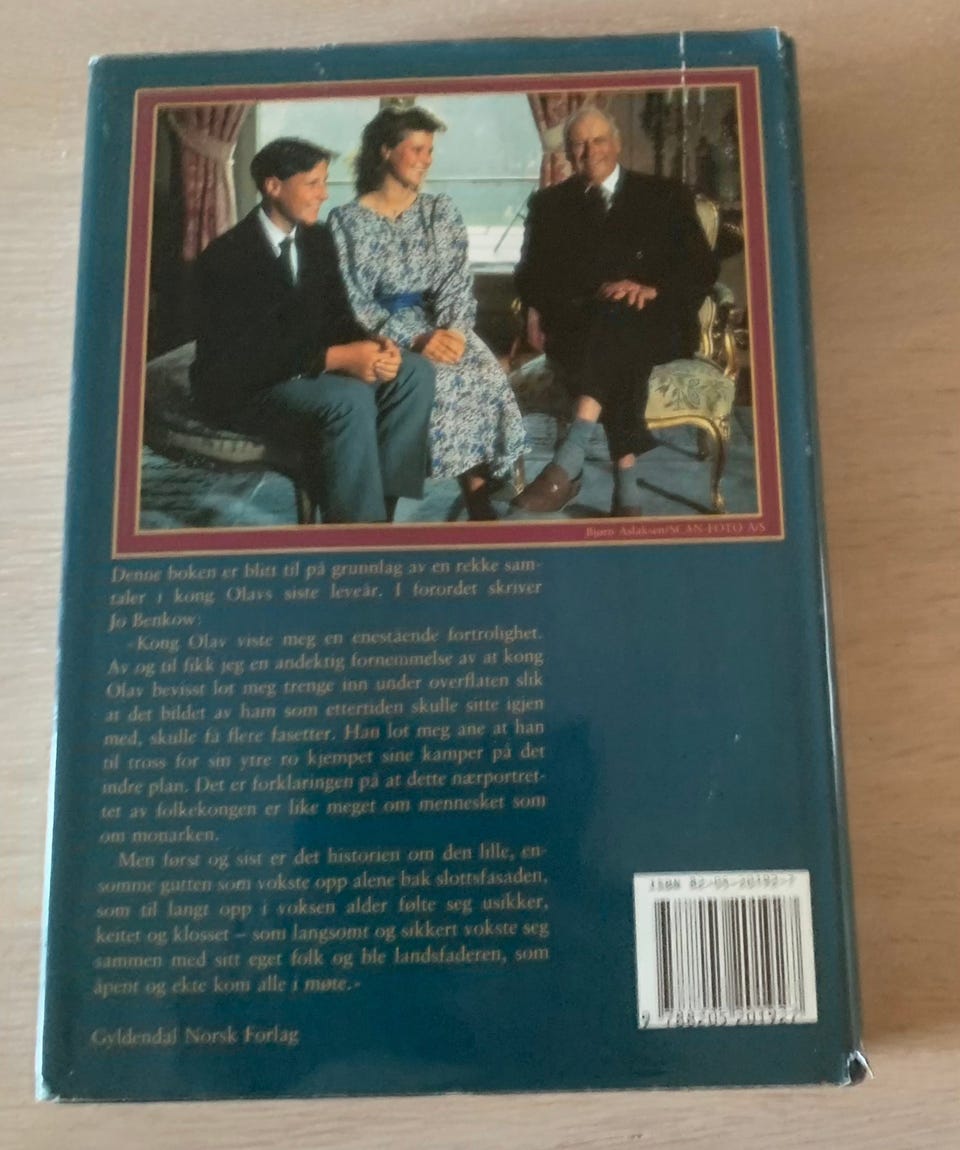 Bjørn Aslaksen/SCAN-FOTO A/S
Denne boken er blitt til på grunnlag av en rekke sam-
taler i kong Olavs siste leveår. I forordet skriver
Jo Benkow:
«Kong Olav viste meg en enestående fortrolighet.
Av og til fikk jeg en andektig fornemmelse av at kong
Olav bevisst lot meg trenge inn under overflaten slik
at det bildet av ham som ettertiden skulle sitte igjen
med, skulle få flere fasetter. Han lot meg ane at han
til tross for sin ytre ro kjempet sine kamper på det
indre plan. Det er forklaringen på at dette nærportret-
tet av folkekongen er like meget om mennesket som
om monarken.
Men først og sist er det historien om den lille, en-
somme gutten som vokste opp alene bak slottsfasaden,
som til langt opp i voksen alder følte seg usikker,
keitet og klosset – som langsomt og sikkert vokste seg
sammen med sitt eget folk og ble landsfaderen, som
åpent og ekte kom alle i møte.»
ISBN 82-05-20192-7
9 788205 201927
Gyldendal Norsk Forlag